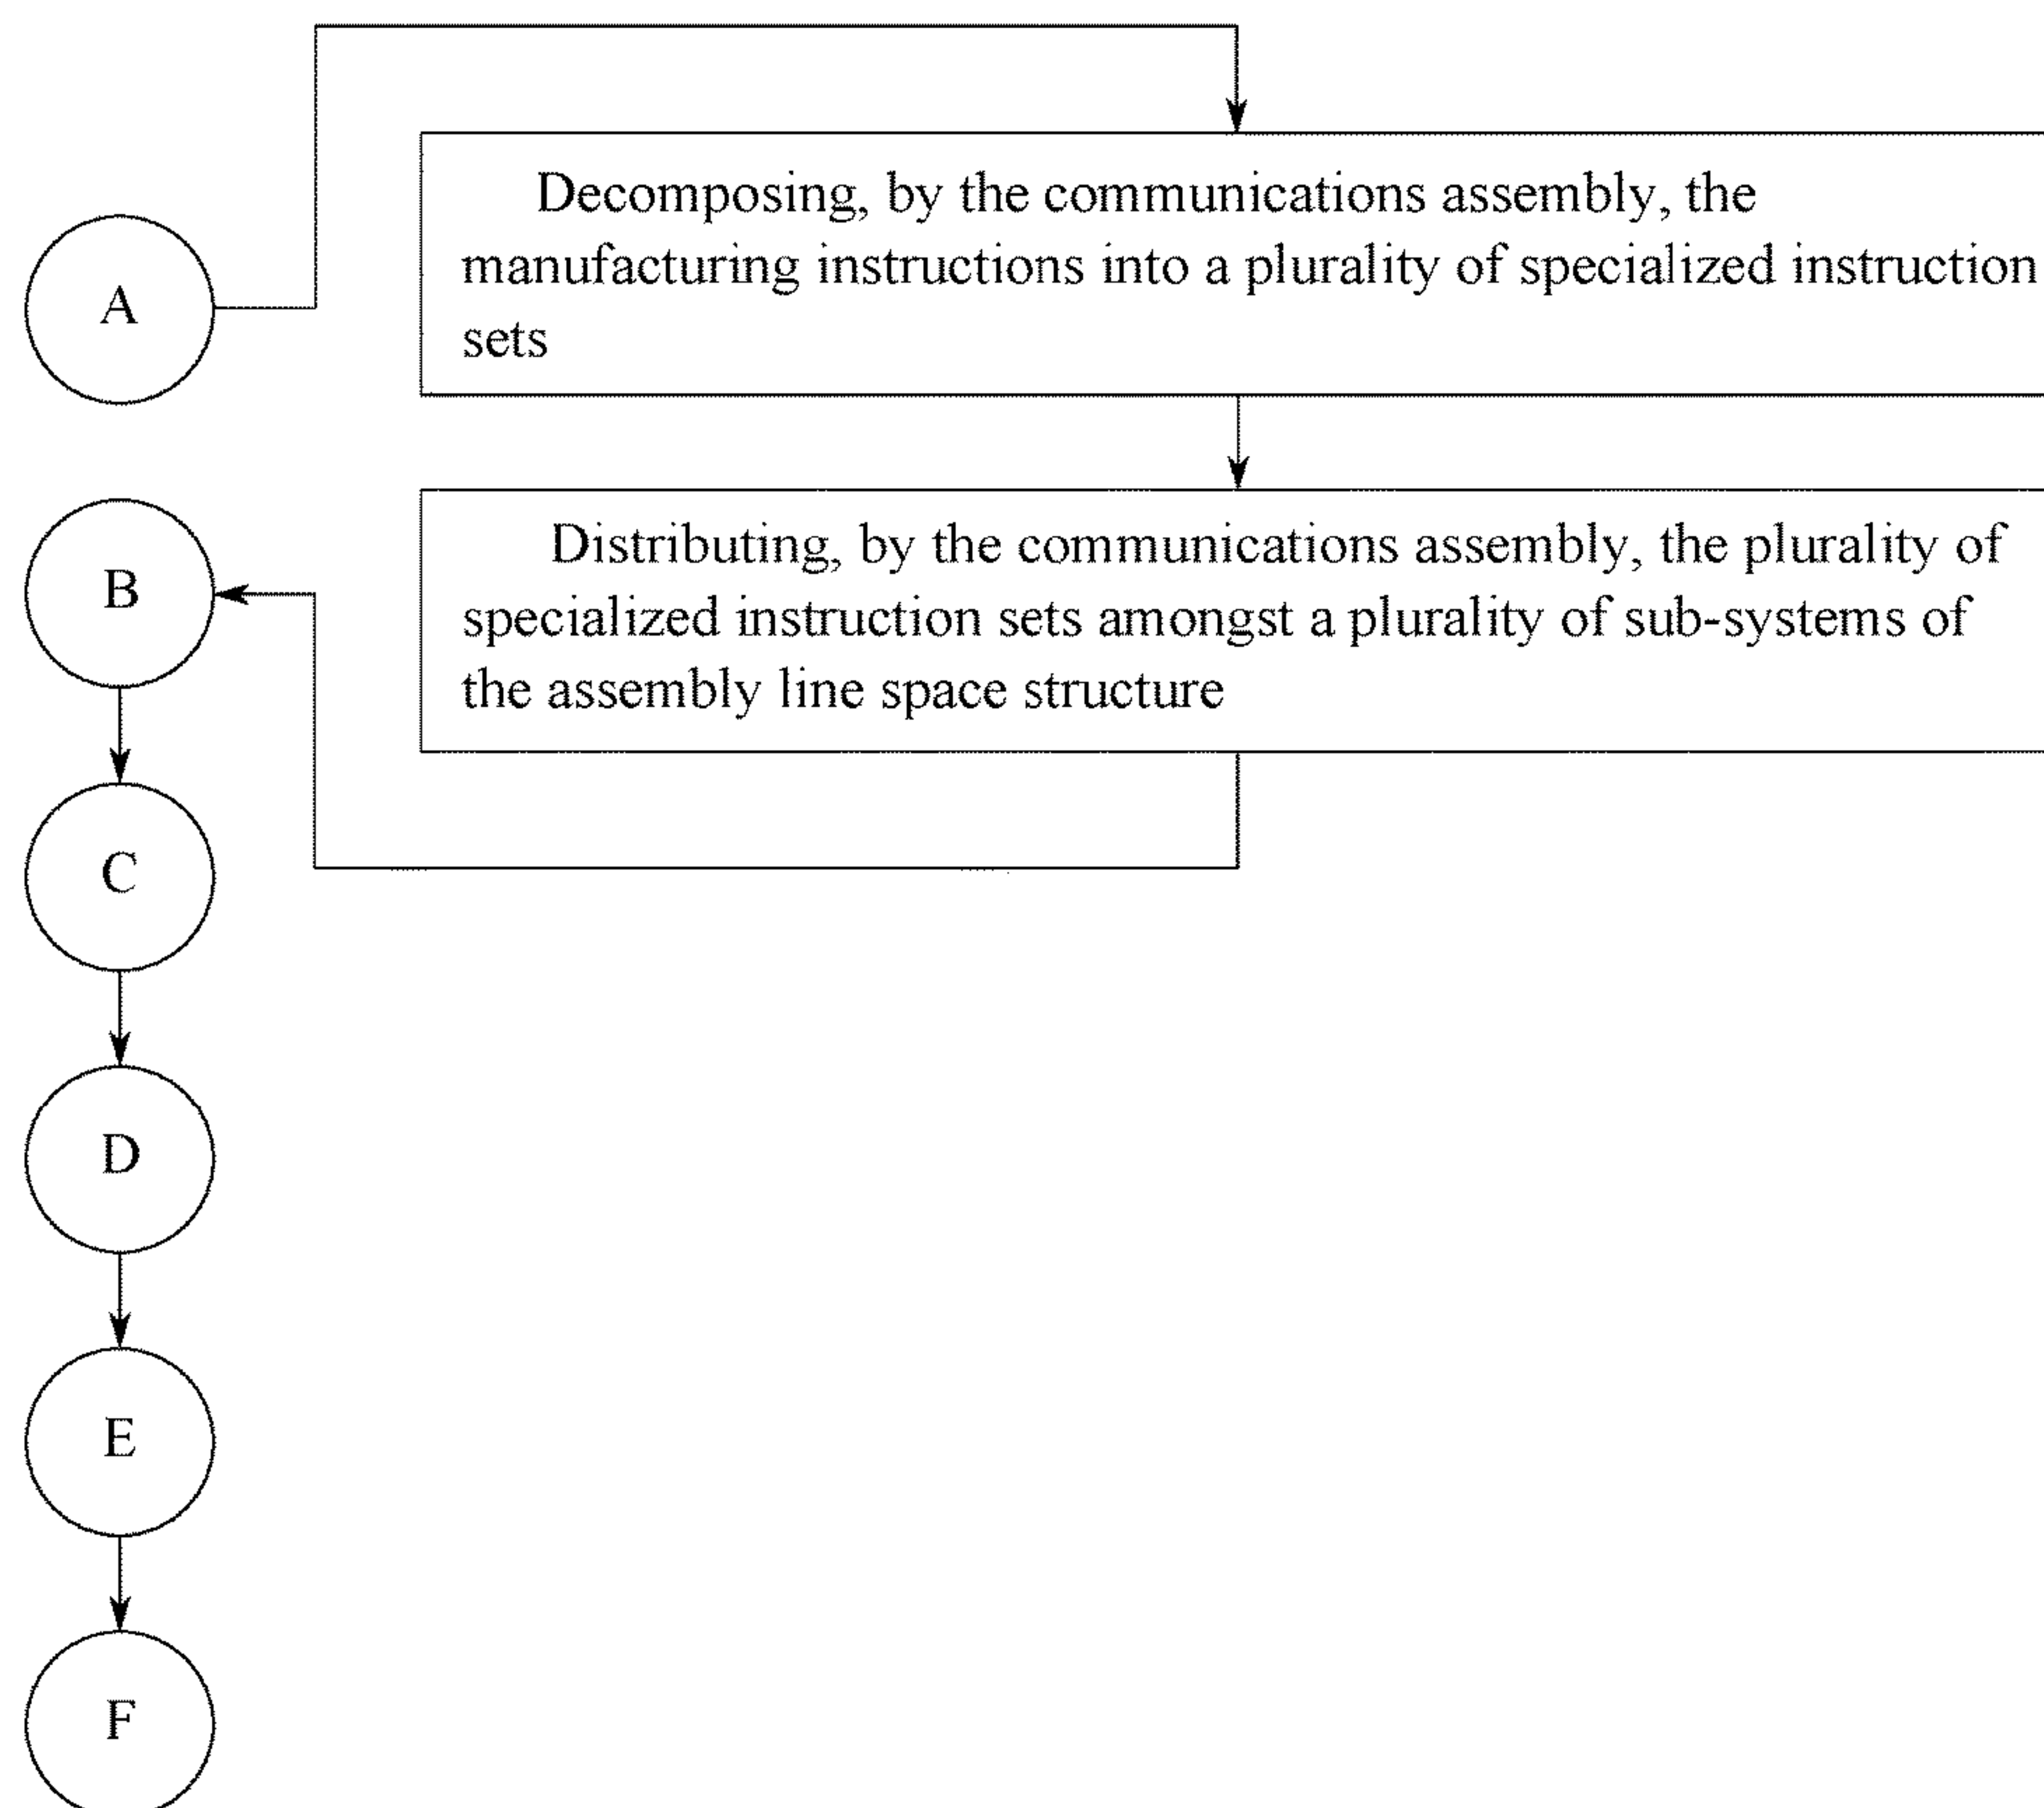 A
Decomposing, by the communications assembly, the
manufacturing instructions into a plurality of specialized instruction
sets
B
Distributing, by the communications assembly, the plurality of
specialized instruction sets amongst a plurality of sub-systems of
the assembly line space structure
C
D
E
F